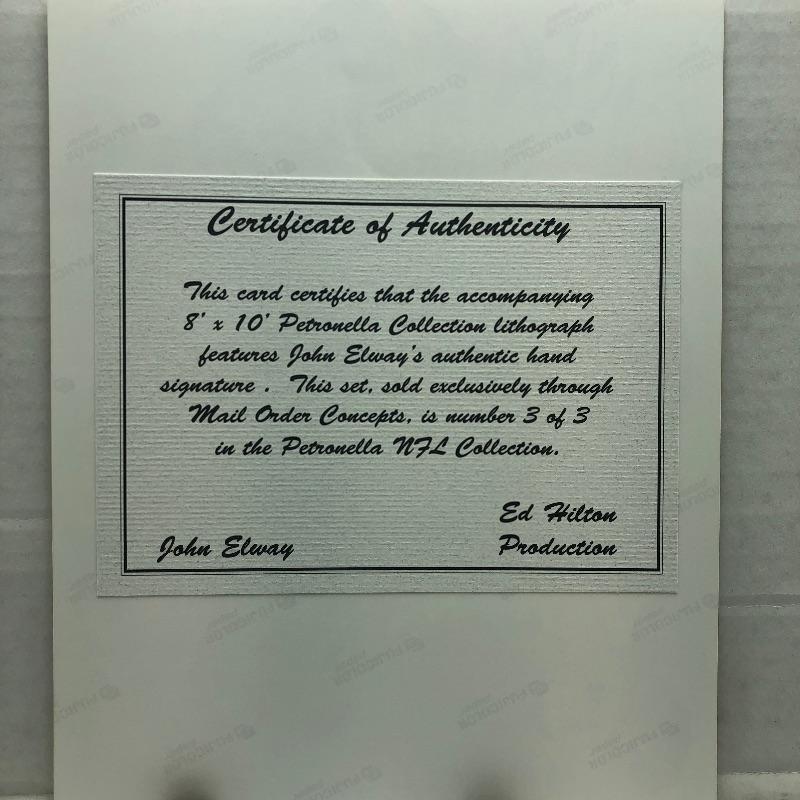 Certificate of Authenticity
This card certifies that the accompanying
8' x 10' Petronella Collection lithograph
features John Elway's authentic hand
signature . This set, sold exclusively through
Mail Order Concepts, is number 3 of 3
in the Petronella NFL Collection.
Ed Hilton
John Elway Production